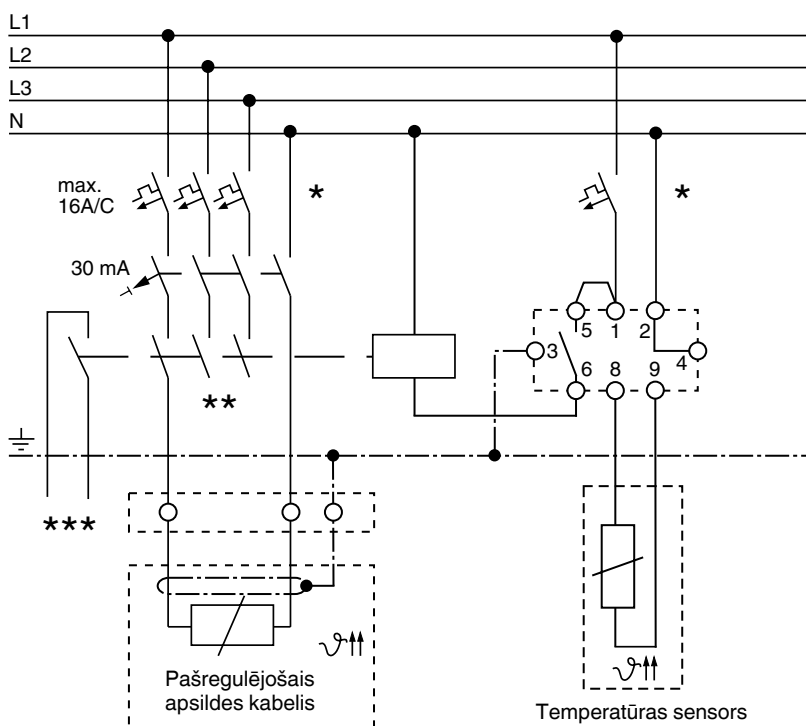 L1
L2
L3
N
max.
16A/C
*
*
30 mA
5 1 2
3
4
6 8 9
**
***
ϑ↑↑
Pašregulējošais
apsildes kabelis
ϑ↑↑
Temperatūras sensors